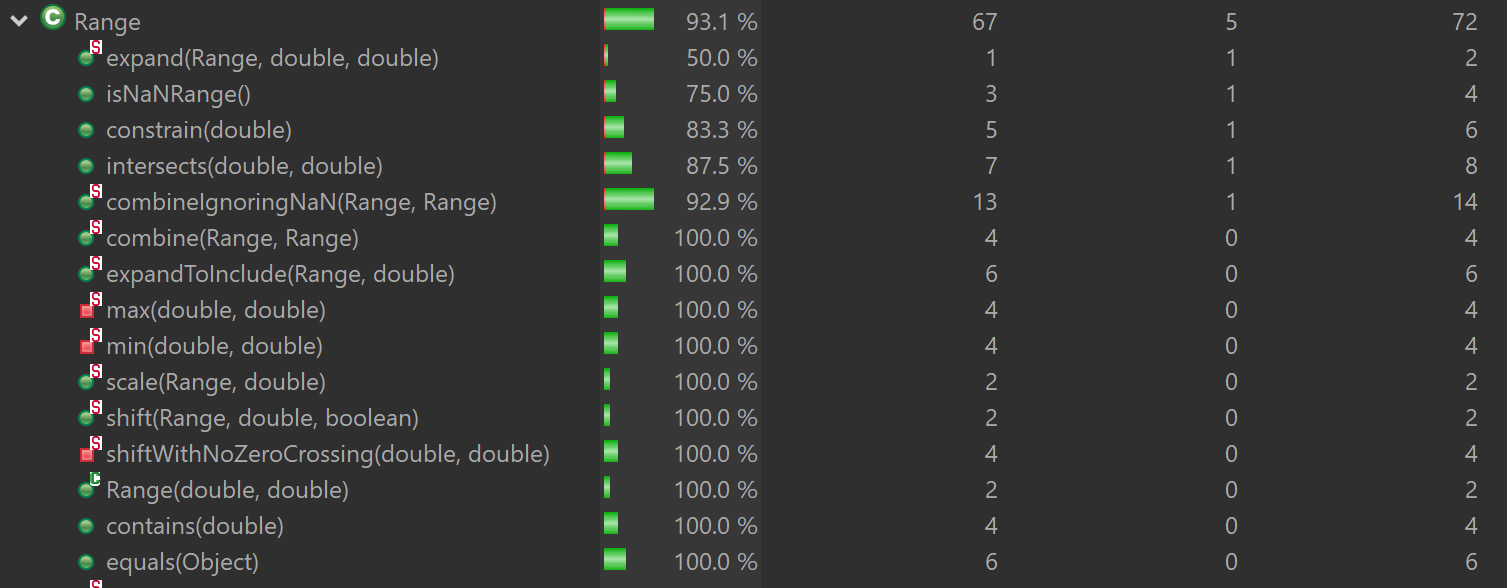 C Range 93.1 % 67 5 72
S expand(Range, double, double) 50.0 % 1 1 2
isNaNRange() 75.0 % 3 1 4
constrain(double) 83.3 % 5 1 6
intersects(double, double) 87.5 % 7 1 8
S combineIgnoringNaN(Range, Range) 92.9 % 13 1 14
S combine(Range, Range) 100.0 % 4 0 4
S expandToInclude(Range, double) 100.0 % 6 0 6
S max(double, double) 100.0 % 4 0 4
S min(double, double) 100.0 % 4 0 4
S scale(Range, double) 100.0 % 2 0 2
S shift(Range, double, boolean) 100.0 % 2 0 2
S shiftWithNoZeroCrossing(double, double) 100.0 % 4 0 4
C Range(double, double) 100.0 % 2 0 2
contains(double) 100.0 % 4 0 4
equals(Object) 100.0 % 6 0 6
S